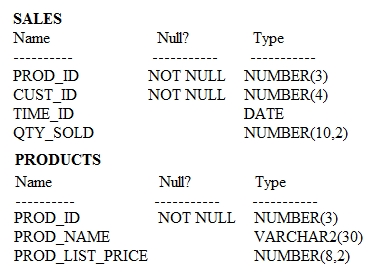 SALES
Name Null? Type
---------- ----------- -----------
PROD_ID NOT NULL NUMBER(3)
CUST_ID NOT NULL NUMBER(4)
TIME_ID DATE
QTY_SOLD NUMBER(10,2)
PRODUCTS
Name Null? Type
---------- ----------- -----------
PROD_ID NOT NULL NUMBER(3)
PROD_NAME VARCHAR2(30)
PROD_LIST_PRICE NUMBER(8,2)